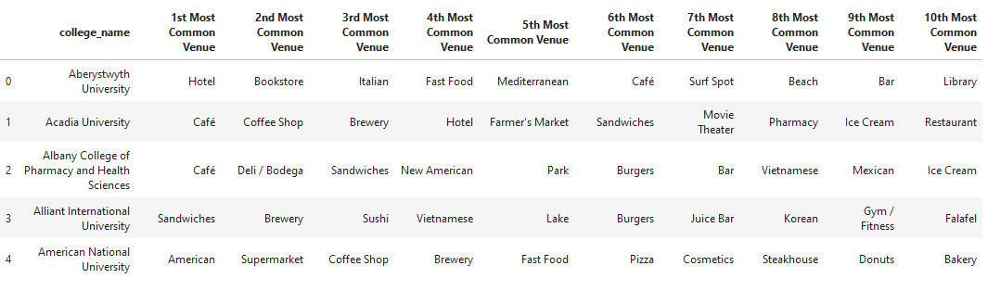 college_name 1st Most Common Venue 2nd Most Common Venue 3rd Most Common Venue 4th Most Common Venue 5th Most Common Venue 6th Most Common Venue 7th Most Common Venue 8th Most Common Venue 9th Most Common Venue 10th Most Common Venue
0 Aberystwyth University Hotel Bookstore Italian Fast Food Mediterranean Café Surf Spot Beach Bar Library
1 Acadia University Café Coffee Shop Brewery Hotel Farmer's Market Sandwiches Movie Theater Pharmacy Ice Cream Restaurant
2 Albany College of Pharmacy and Health Sciences Café Deli / Bodega Sandwiches New American Park Burgers Bar Vietnamese Mexican Ice Cream
3 Alliant International University Sandwiches Brewery Sushi Vietnamese Lake Burgers Juice Bar Korean Gym / Fitness Falafel
4 American National University American Supermarket Coffee Shop Brewery Fast Food Pizza Cosmetics Steakhouse Donuts Bakery